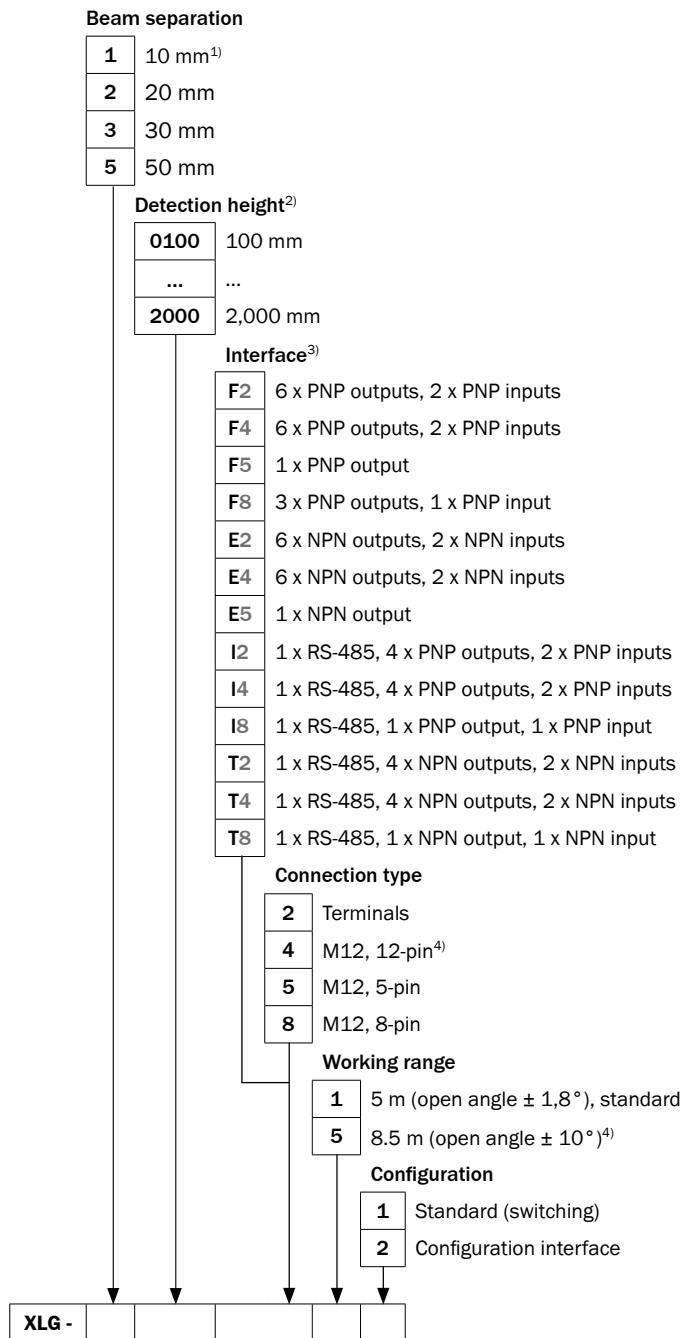 Beam separation
1 10 mm1)
2 20 mm
3 30 mm
5 50 mm
Detection height2)
0100 100 mm
... ...
2000 2,000 mm
Interface3)
F2 6 x PNP outputs, 2 x PNP inputs
F4 6 x PNP outputs, 2 x PNP inputs
F5 1 x PNP output
F8 3 x PNP outputs, 1 x PNP input
E2 6 x NPN outputs, 2 x NPN inputs
E4 6 x NPN outputs, 2 x NPN inputs
E5 1 x NPN output
I2 1 x RS-485, 4 x PNP outputs, 2 x PNP inputs
I4 1 x RS-485, 4 x PNP outputs, 2 x PNP inputs
I8 1 x RS-485, 1 x PNP output, 1 x PNP input
T2 1 x RS-485, 4 x NPN outputs, 2 x NPN inputs
T4 1 x RS-485, 4 x NPN outputs, 2 x NPN inputs
T8 1 x RS-485, 1 x NPN output, 1 x NPN input
Connection type
2 Terminals
4 M12, 12-pin4)
5 M12, 5-pin
8 M12, 8-pin
Working range
1 5 m (open angle ± 1,8°), standard
5 8.5 m (open angle ± 10°)4)
Configuration
1 Standard (switching)
2 Configuration interface
XLG -